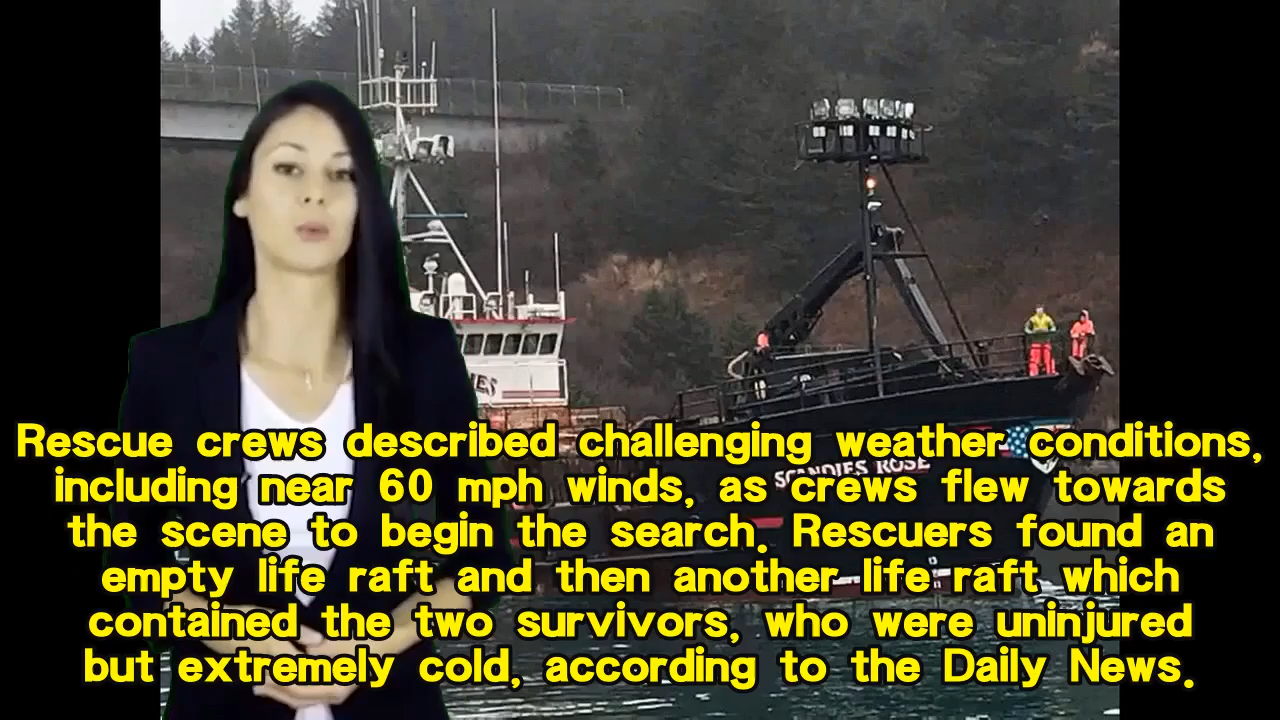 Rescue crews described challenging weather conditions,
including near 60 mph winds, as crews flew towards
the scene to begin the search. Rescuers found an
empty life raft and then another life raft which
contained the two survivors, who were uninjured
but extremely cold, according to the Daily News.
SCANDIES ROSE